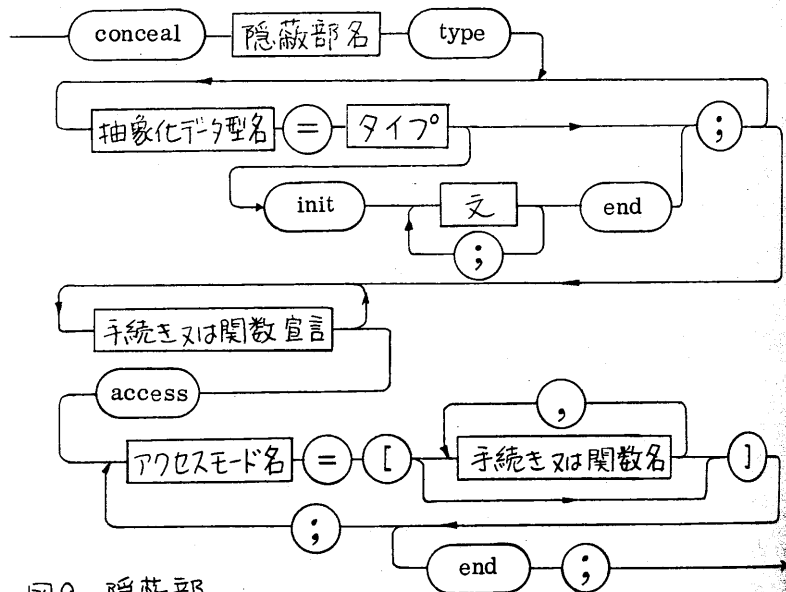 conceal 隠蔽部名 type
抽象化データ型名 = タイプ ;
init 文 end
;
手続き又は関数宣言
access
,
アクセスモード名 = [ 手続き又は関数名 ]
;
end ;
隠蔽部